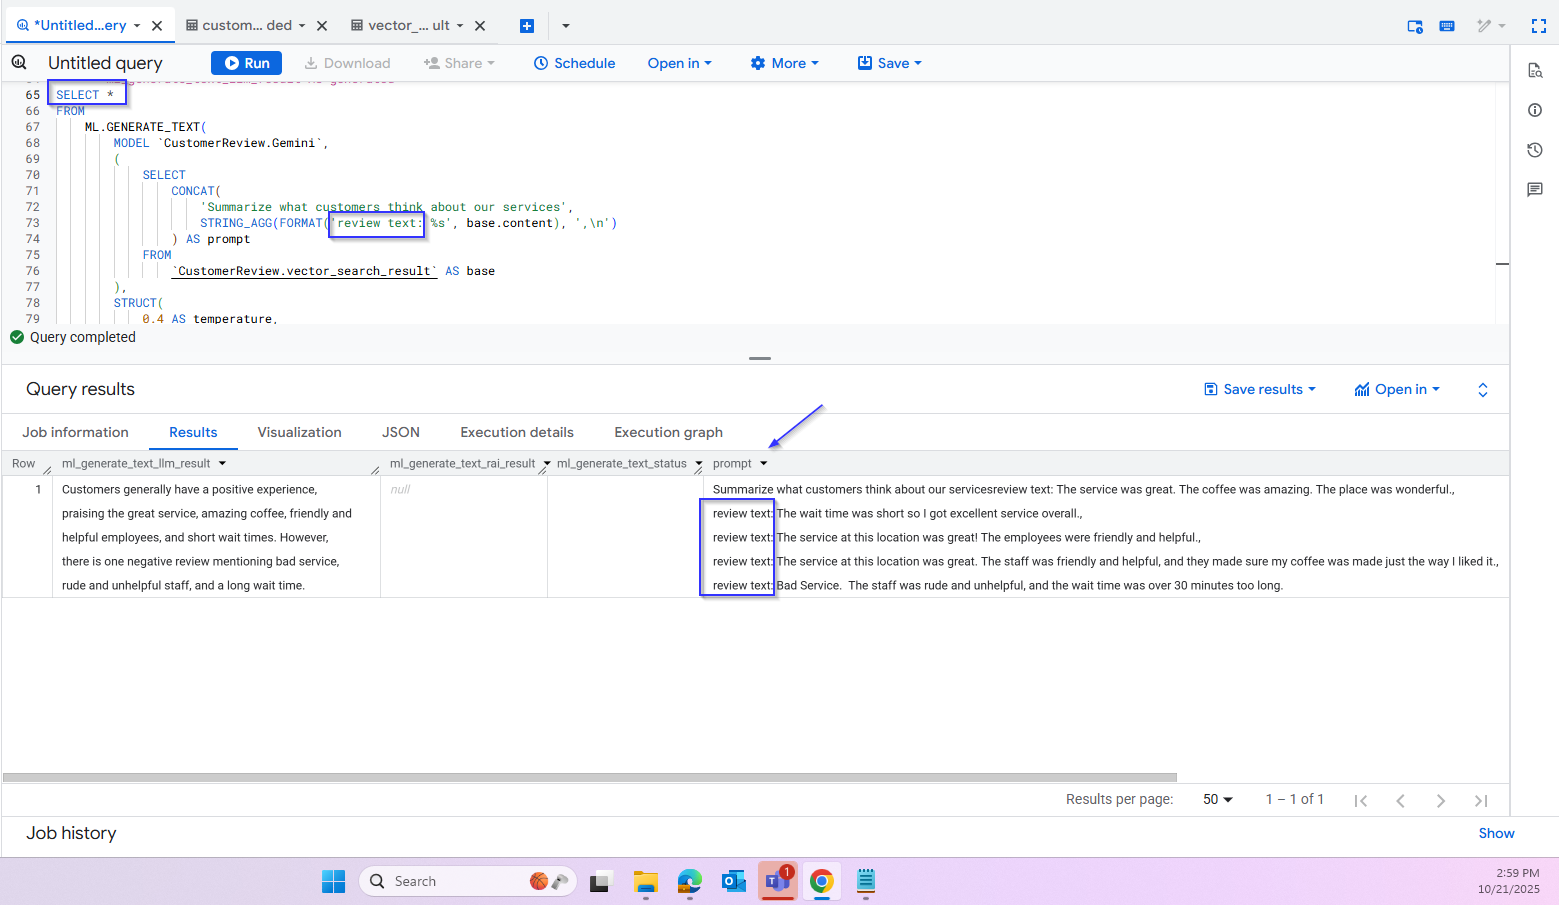 *Untitled...ery
custom... ded
vector_... ult
Untitled query
Run
Download
Share
Schedule
Open in
More
Save
65 SELECT *
66 FROM
67 ML.GENERATE_TEXT(
68 MODEL `CustomerReview.Gemini`,
69 (
70 SELECT
71 CONCAT(
72 'Summarize what customers think about our services',
73 STRING_AGG(FORMAT('review text: %s', base.content), ',\n')
74 ) AS prompt
75 FROM
76 `CustomerReview.vector_search_result` AS base
77 ),
78 STRUCT(
79 0.4 AS temperature,
Query completed
Query results
Save results
Open in
Job information
Results
Visualization
JSON
Execution details
Execution graph
Row ml_generate_text_llm_result ml_generate_text_rai_result ml_generate_text_status prompt
1
Customers generally have a positive experience,
praising the great service, amazing coffee, friendly and
helpful employees, and short wait times. However,
there is one negative review mentioning bad service,
rude and unhelpful staff, and a long wait time.
null
Summarize what customers think about our servicesreview text: The service was great. The coffee was amazing. The place was wonderful.,
review text: The wait time was short so I got excellent service overall.,
review text: The service at this location was great! The employees were friendly and helpful.,
review text: The service at this location was great. The staff was friendly and helpful, and they made sure my coffee was made just the way I liked it.,
review text: Bad Service.  The staff was rude and unhelpful, and the wait time was over 30 minutes too long.
Results per page: 50 1 – 1 of 1
Job history
Show
Search
1
2:59 PM
10/21/2025